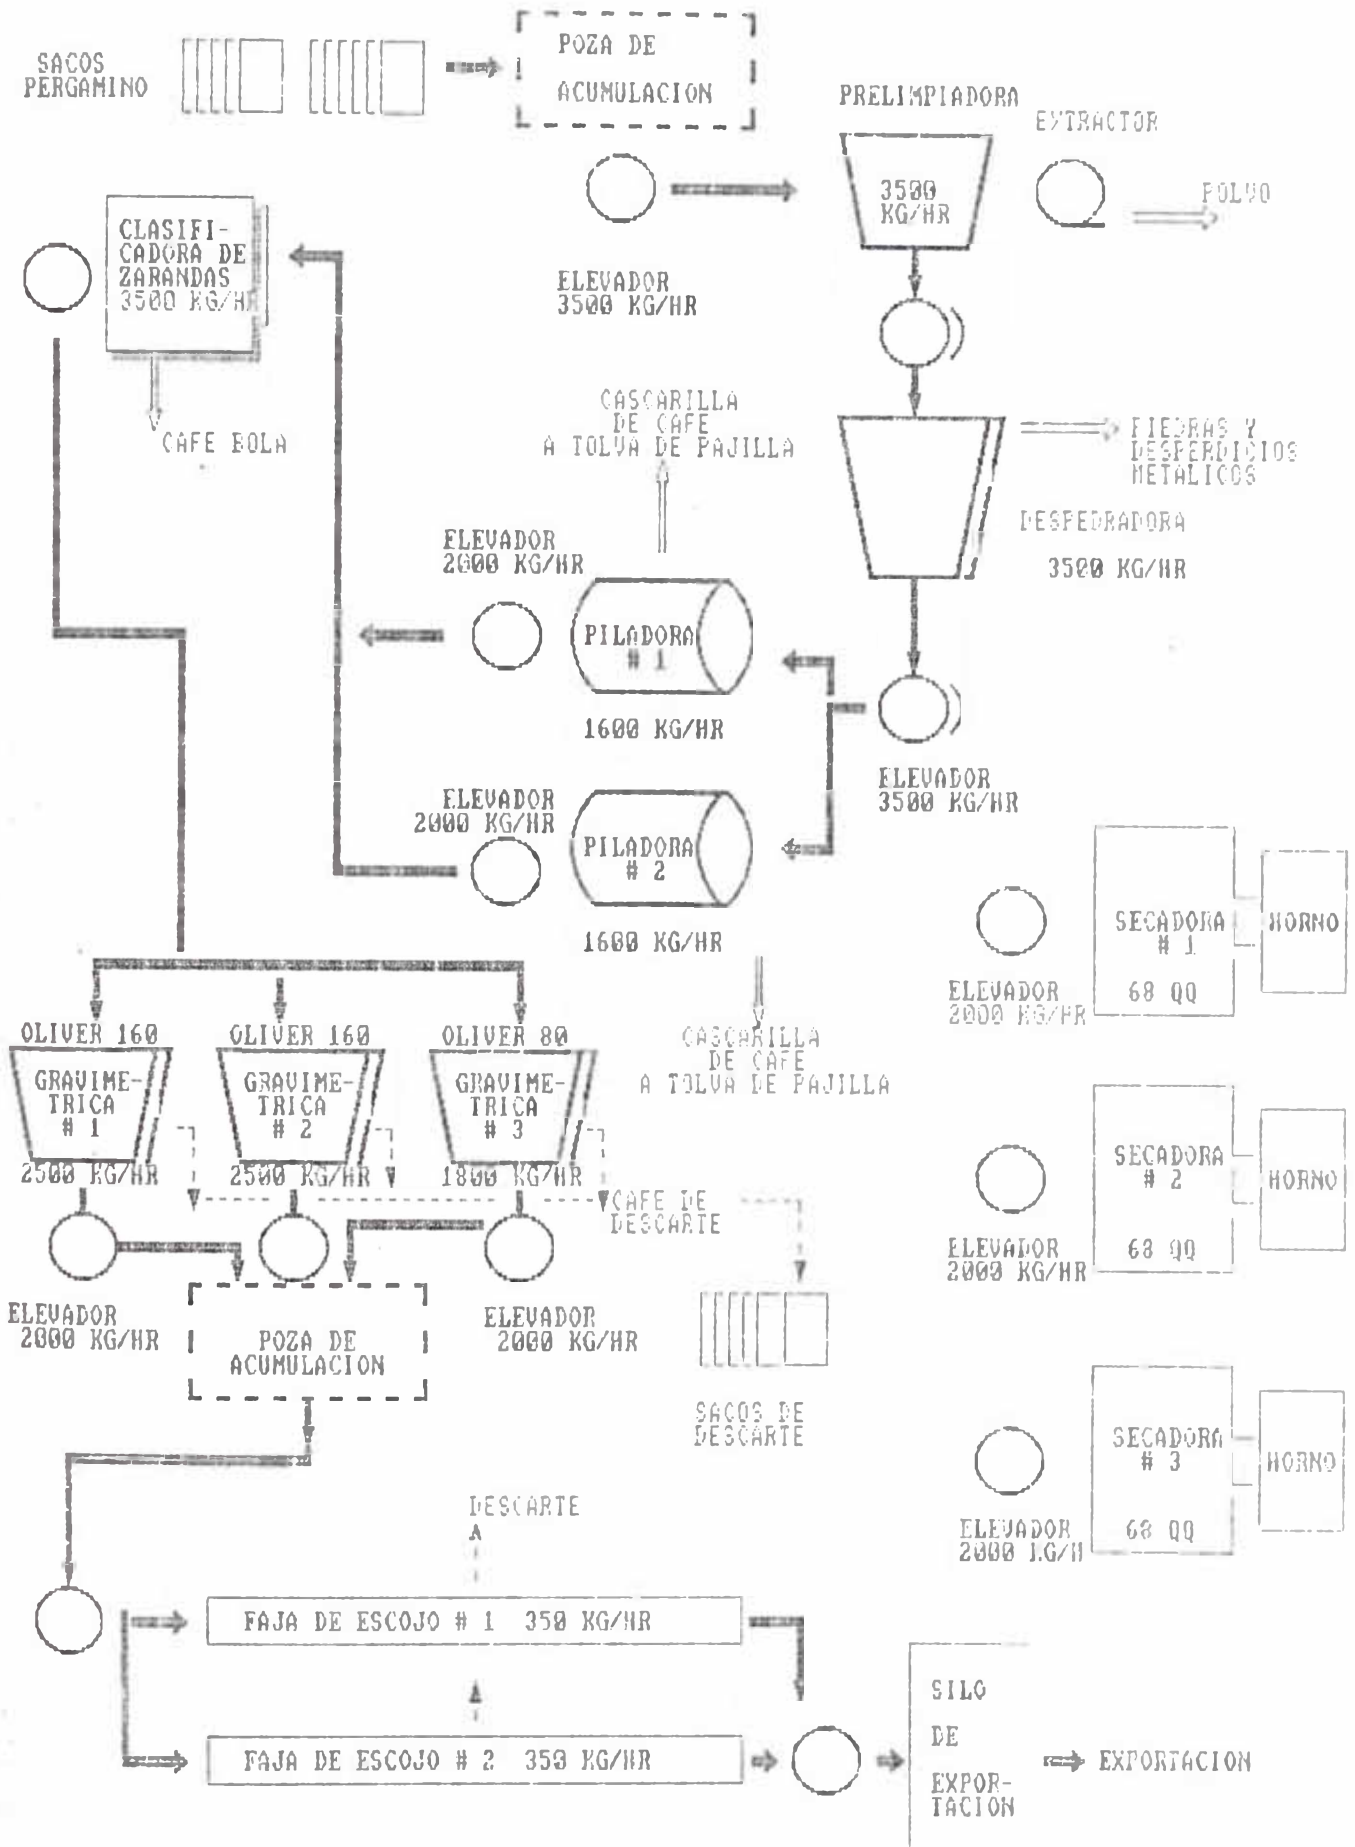 SACOS
PERGAMINO
POZA DE
ACUMULACION
PRELIMPIADORA
EXTRACTOR
3500
KG/HR
POLVO
CLASIFI-
CADORA DE
ZARANDAS
3500 KG/HR
ELEVADOR
3500 KG/HR
CAFE BOLA
CASCARILLA
DE CAFE
A TOLVA DE PAJILLA
PIEDRAS Y
DESPERDICIOS
METALICOS
DESPEDRADORA
3500 KG/HR
ELEVADOR
2000 KG/HR
PILADORA
# 1
1600 KG/HR
ELEVADOR
3500 KG/HR
ELEVADOR
2000 KG/HR
PILADORA
# 2
1600 KG/HR
SECADORA
# 1
68 QQ
HORNO
ELEVADOR
2000 KG/HR
OLIVER 160
OLIVER 160
OLIVER 80
CASCARILLA
DE CAFE
A TOLVA DE PAJILLA
GRAVIME-
TRICA
# 1
2500 KG/HR
GRAVIME-
TRICA
# 2
2500 KG/HR
GRAVIME-
TRICA
# 3
1800 KG/HR
SECADORA
# 2
68 QQ
HORNO
ELEVADOR
2000 KG/HR
CAFE DE
DESCARTE
ELEVADOR
2000 KG/HR
POZA DE
ACUMULACION
ELEVADOR
2000 KG/HR
SACOS DE
DESCARTE
SECADORA
# 3
68 QQ
HORNO
ELEVADOR
2000 KG/H
DESCARTE
FAJA DE ESCOJO # 1 350 KG/HR
FAJA DE ESCOJO # 2 350 KG/HR
SILO
DE
EXPOR-
TACION
EXPORTACION